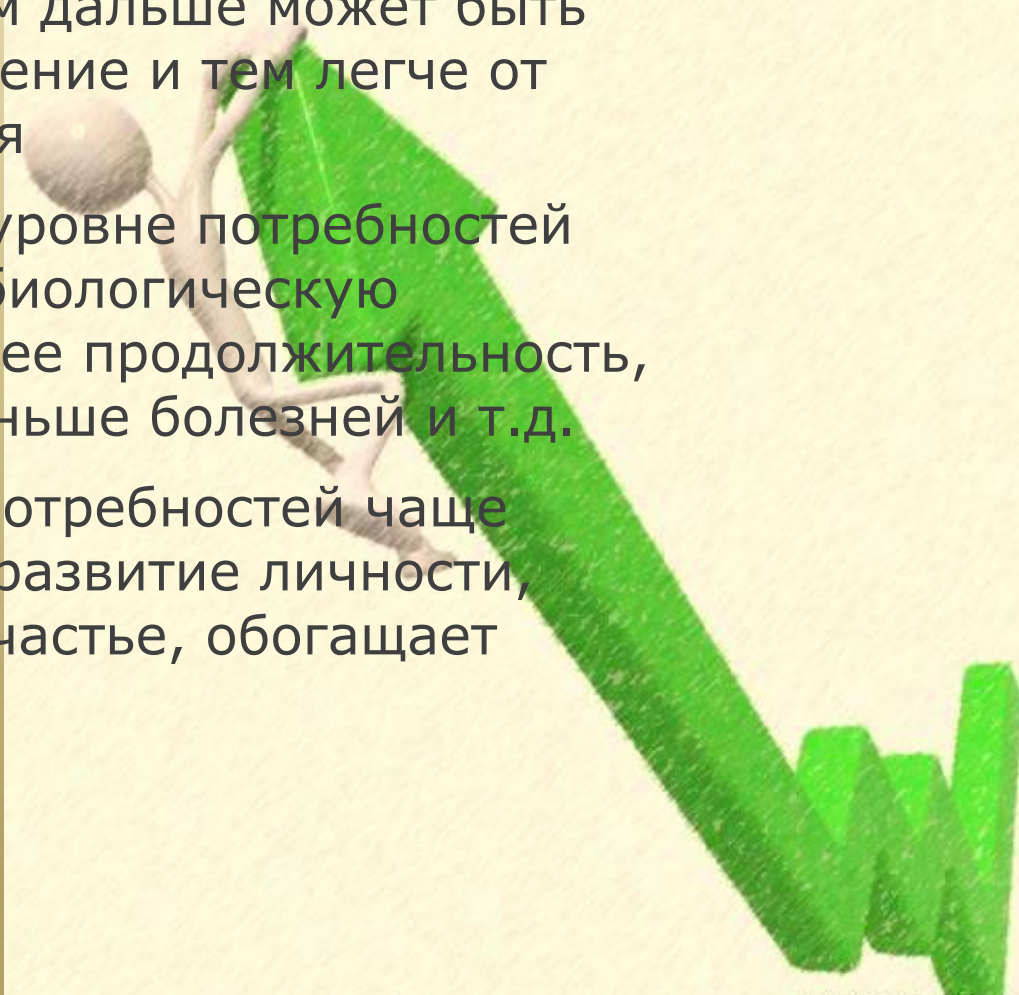 м дальше может быть
ение и тем легче от
я
уровне потребностей
биологическую
ее продолжительность,
ньше болезней и т.д.
отребностей чаще
развитие личности,
частье, обогащает